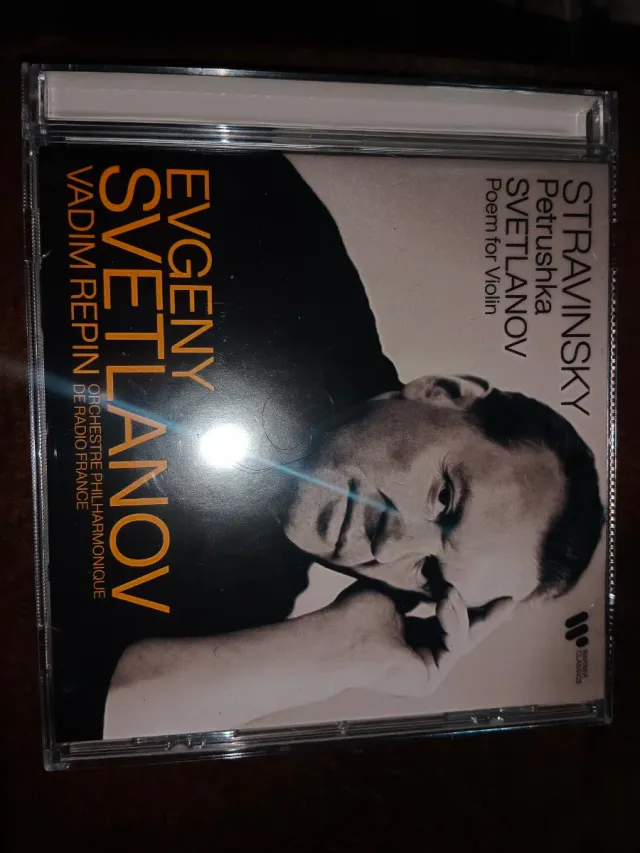 STRAVINSKY
Petrushka
SVETLANOV
Poem for Violin
WARNER
CLASSICS
EVGENY
SVETLANOV
VADIM REPIN
ORCHESTRE PHILHARMONIQUE
DE RADIO FRANCE